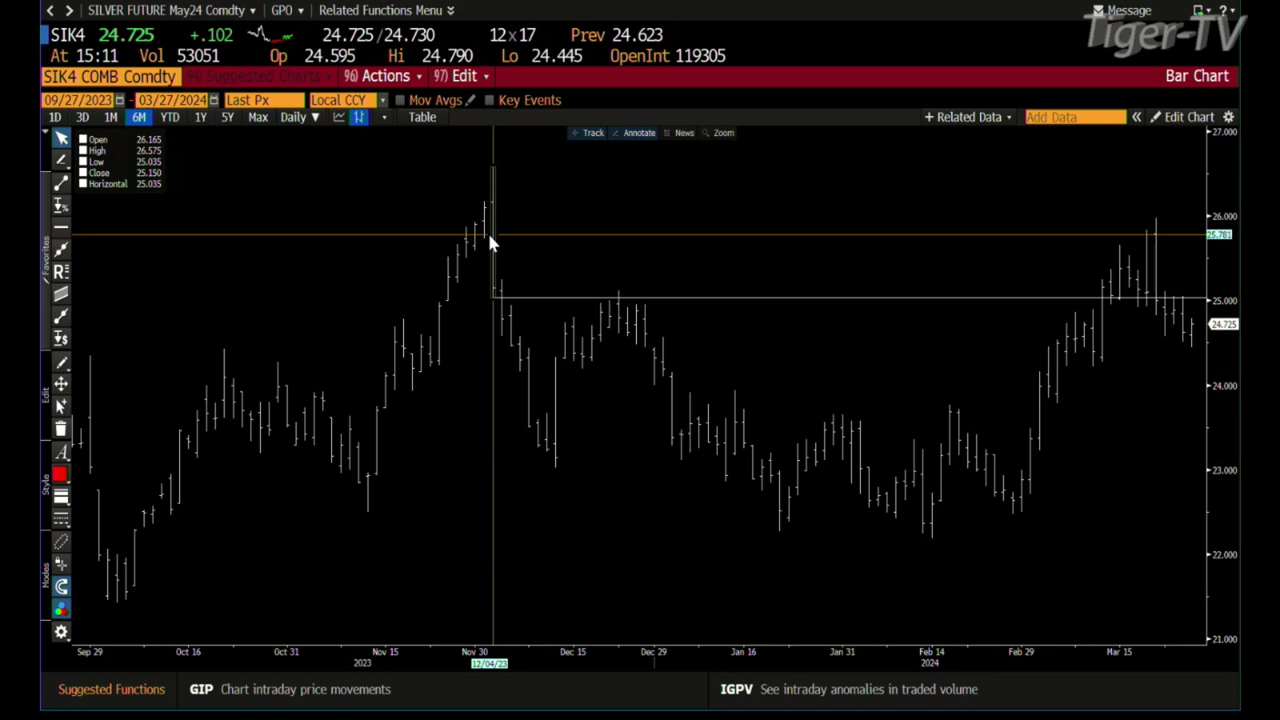 SILVER FUTURE May24 Comdty GPO Related Functions Menu Message ?
Tiger-TV
SIK4 24.725 +.102 24.725/24.730 12x17 Prev 24.623
At 15:11 Vol 53051 Op 24.595 Hi 24.790 Lo 24.445 OpenInt 119305
SIK4 COMB Comdty 90 Suggested Charts 96) Actions 97) Edit Bar Chart
09/27/2023 - 03/27/2024 Last Px Local CCY Mov Avgs Key Events
1D 3D 1M 6M YTD 1Y 5Y Max Daily Table + Related Data Add Data « Edit Chart
Track Annotate News Zoom
Open 26.165
High 26.575
Low 25.035
Close 25.150
Horizontal 25.035
27.000
26.000
25.781
25.000
24.725
24.000
23.000
22.000
21.000
Favorites
Edit
Style
Modes
Sep 29 Oct 16 Oct 31 Nov 15 Nov 30 Dec 15 Dec 29 Jan 16 Jan 31 Feb 14 Feb 29 Mar 15
2023 12/04/23 2024
Suggested Functions GIP Chart intraday price movements IGPV See intraday anomalies in traded volume